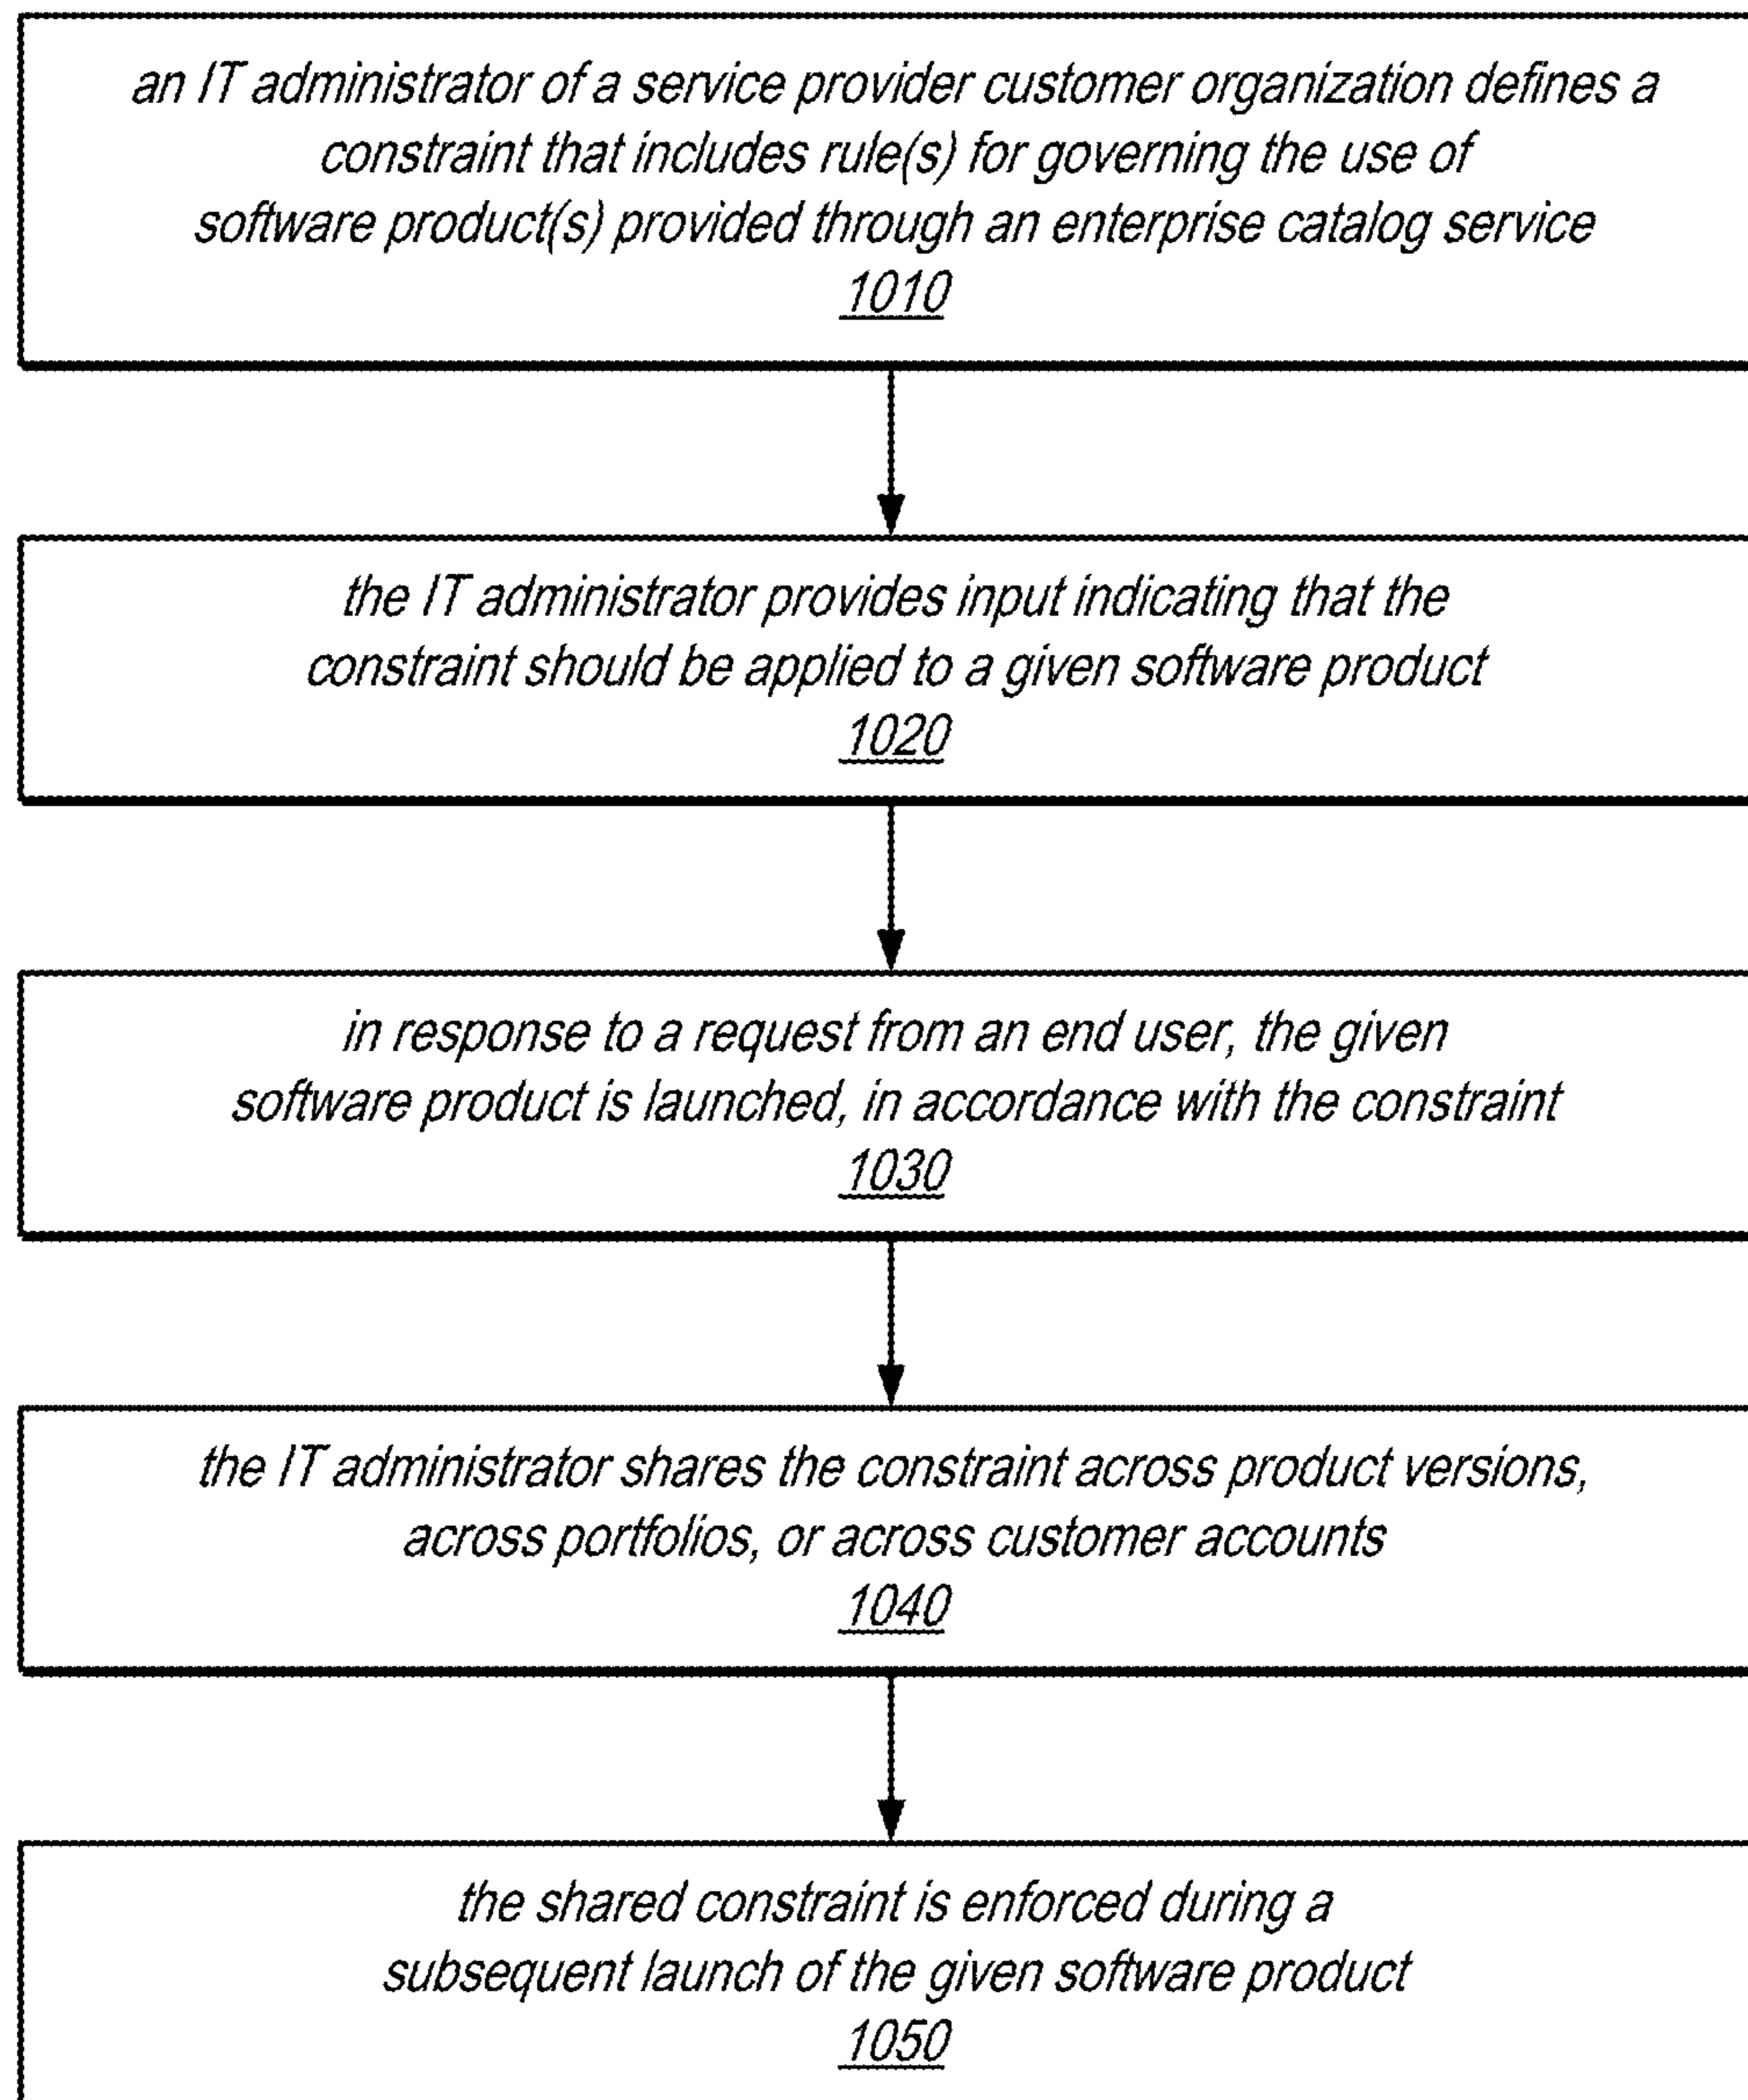 an IT administrator of a service provider customer organization defines a
constraint that includes rule(s) for governing the use of
software product(s) provided through an enterprise catalog service
1010
the IT administrator provides input indicating that the
constraint should be applied to a given software product
1020
in response to a request from an end user, the given
software product is launched, in accordance with the constraint
1030
the IT administrator shares the constraint across product versions,
across portfolios, or across customer accounts
1040
the shared constraint is enforced during a
subsequent launch of the given software product
1050